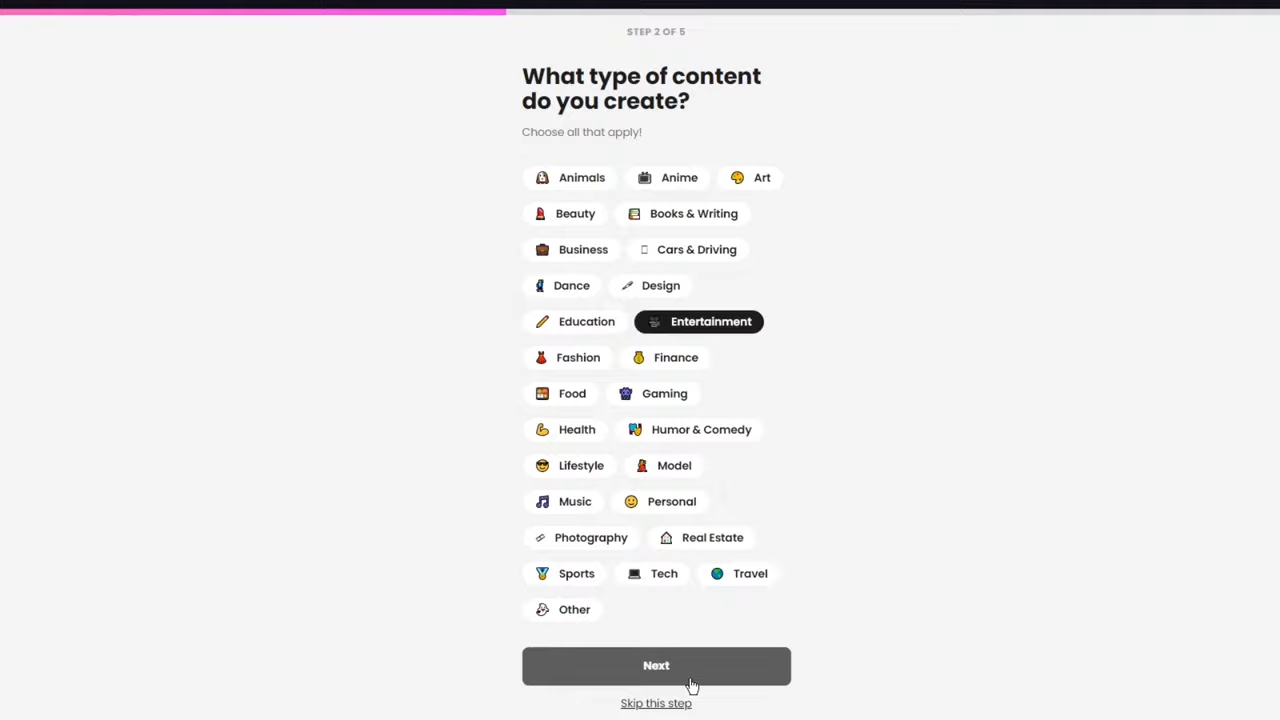 STEP 2 OF 5
What type of content
do you create?
Choose all that apply!
Animals Anime Art
Beauty Books & Writing
Business Cars & Driving
Dance Design
Education Entertainment
Fashion Finance
Food Gaming
Health Humor & Comedy
Lifestyle Model
Music Personal
Photography Real Estate
Sports Tech Travel
Other
Next
Skip this step